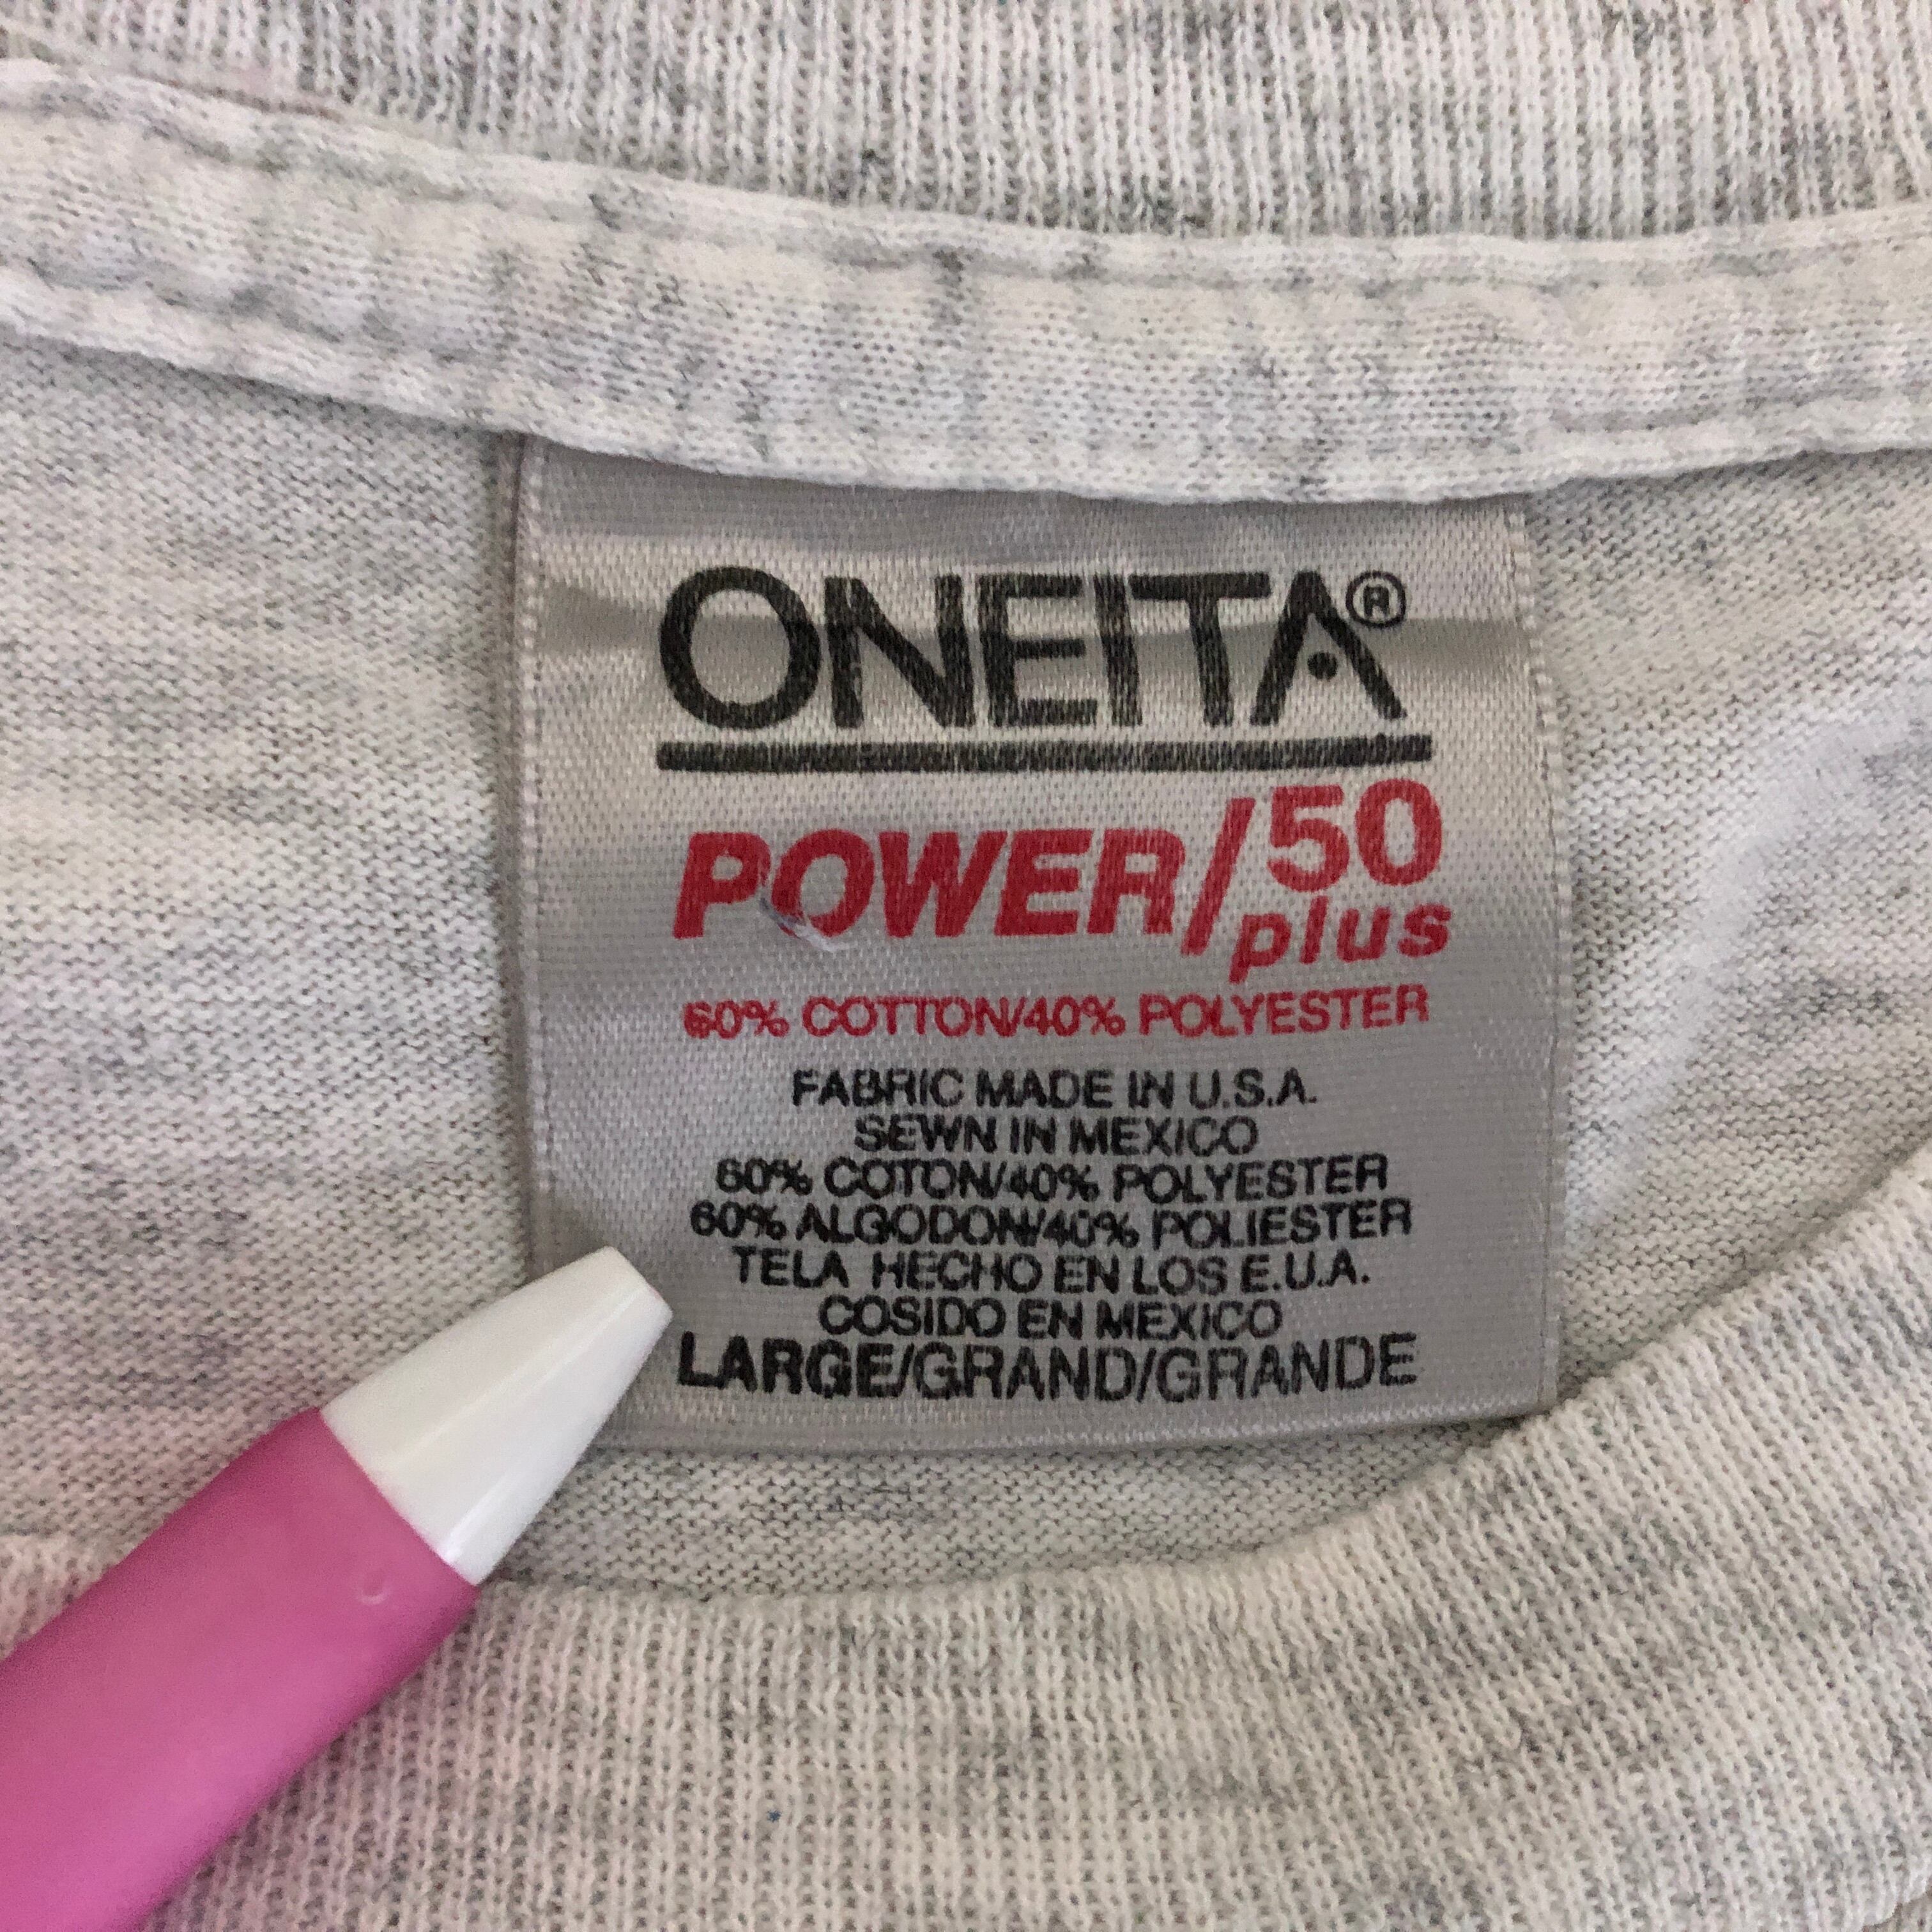 ONEITA®
POWER/50
plus
60% COTTON/40% POLYESTER
FABRIC MADE IN U.S.A.
SEWN IN MEXICO
60% COTON/40% POLYESTER
60% ALGODON/40% POLIESTER
TELA HECHO EN LOS E.U.A.
COSIDO EN MEXICO
LARGE/GRAND/GRANDE